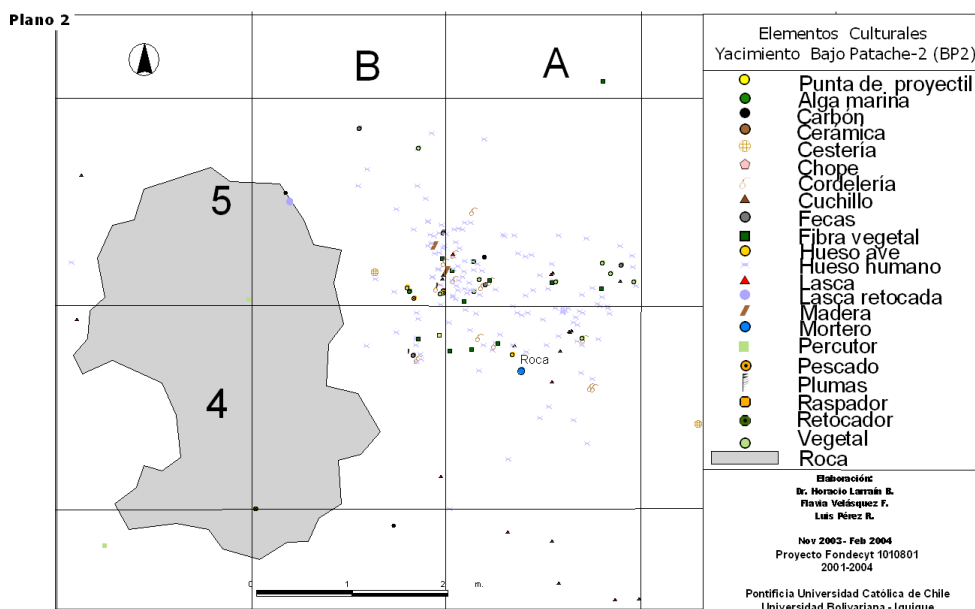 Plano 2
B
A
5
4
Roca
0
1
2
m.
Elementos Culturales
Yacimiento Bajo Patache-2 (BP2)
Punta de proyectil
Alga marina
Carbón
Cerámica
Cestería
Chope
Cordelería
Cuchillo
Fecas
Fibra vegetal
Hueso ave
Hueso humano
Lasca
Lasca retocada
Madera
Mortero
Percutor
Pescado
Plumas
Raspador
Retocador
Vegetal
Roca
Elaboración:
Dr. Horacio Larraín B.
Flavia Velásquez F.
Luis Pérez R.
Nov 2003- Feb 2004
Proyecto Fondecyt 1010801
2001-2004
Pontificia Universidad Católica de Chile
Universidad Bolivariana - Iquique